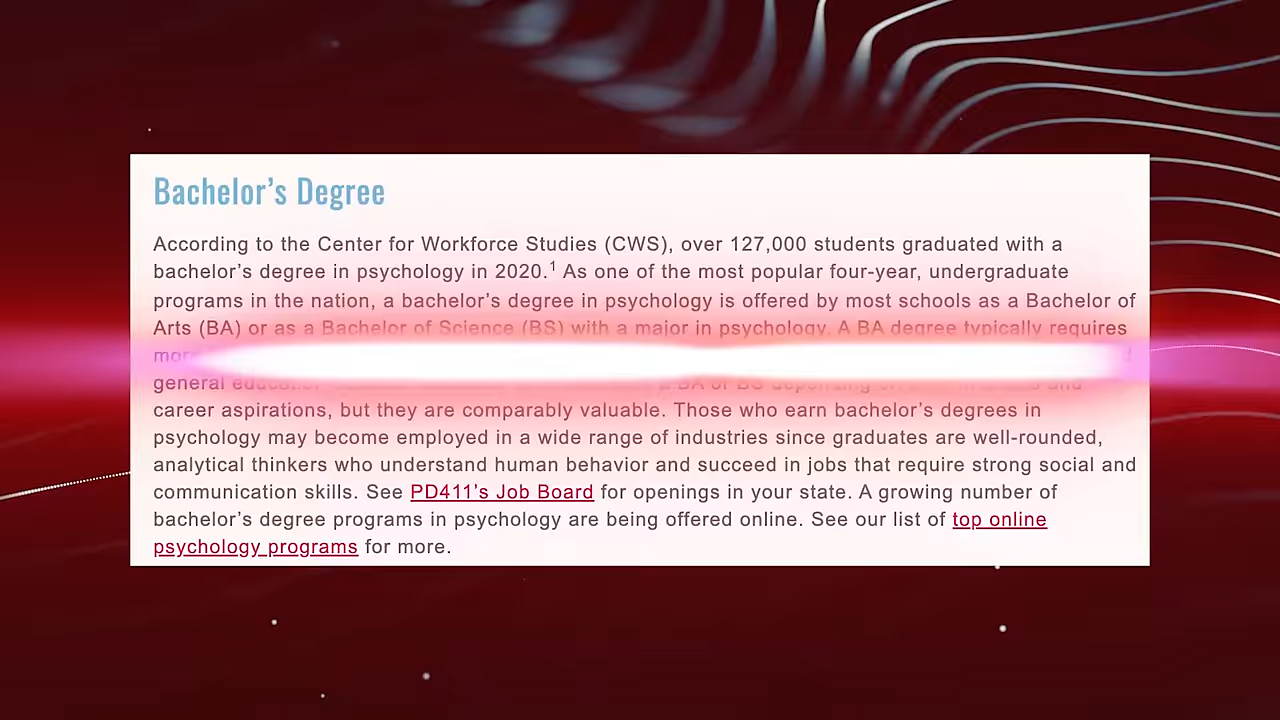 Bachelor's Degree
According to the Center for Workforce Studies (CWS), over 127,000 students graduated with a
bachelor's degree in psychology in 2020.¹ As one of the most popular four-year, undergraduate
programs in the nation, a bachelor's degree in psychology is offered by most schools as a Bachelor of
Arts (BA) or as a Bachelor of Science (BS) with a major in psychology. A BA degree typically requires
general
career aspirations, but they are comparably valuable. Those who earn bachelor's degrees in
psychology may become employed in a wide range of industries since graduates are well-rounded,
analytical thinkers who understand human behavior and succeed in jobs that require strong social and
communication skills. See PD411's Job Board for openings in your state. A growing number of
bachelor's degree programs in psychology are being offered online. See our list of top online
psychology programs for more.